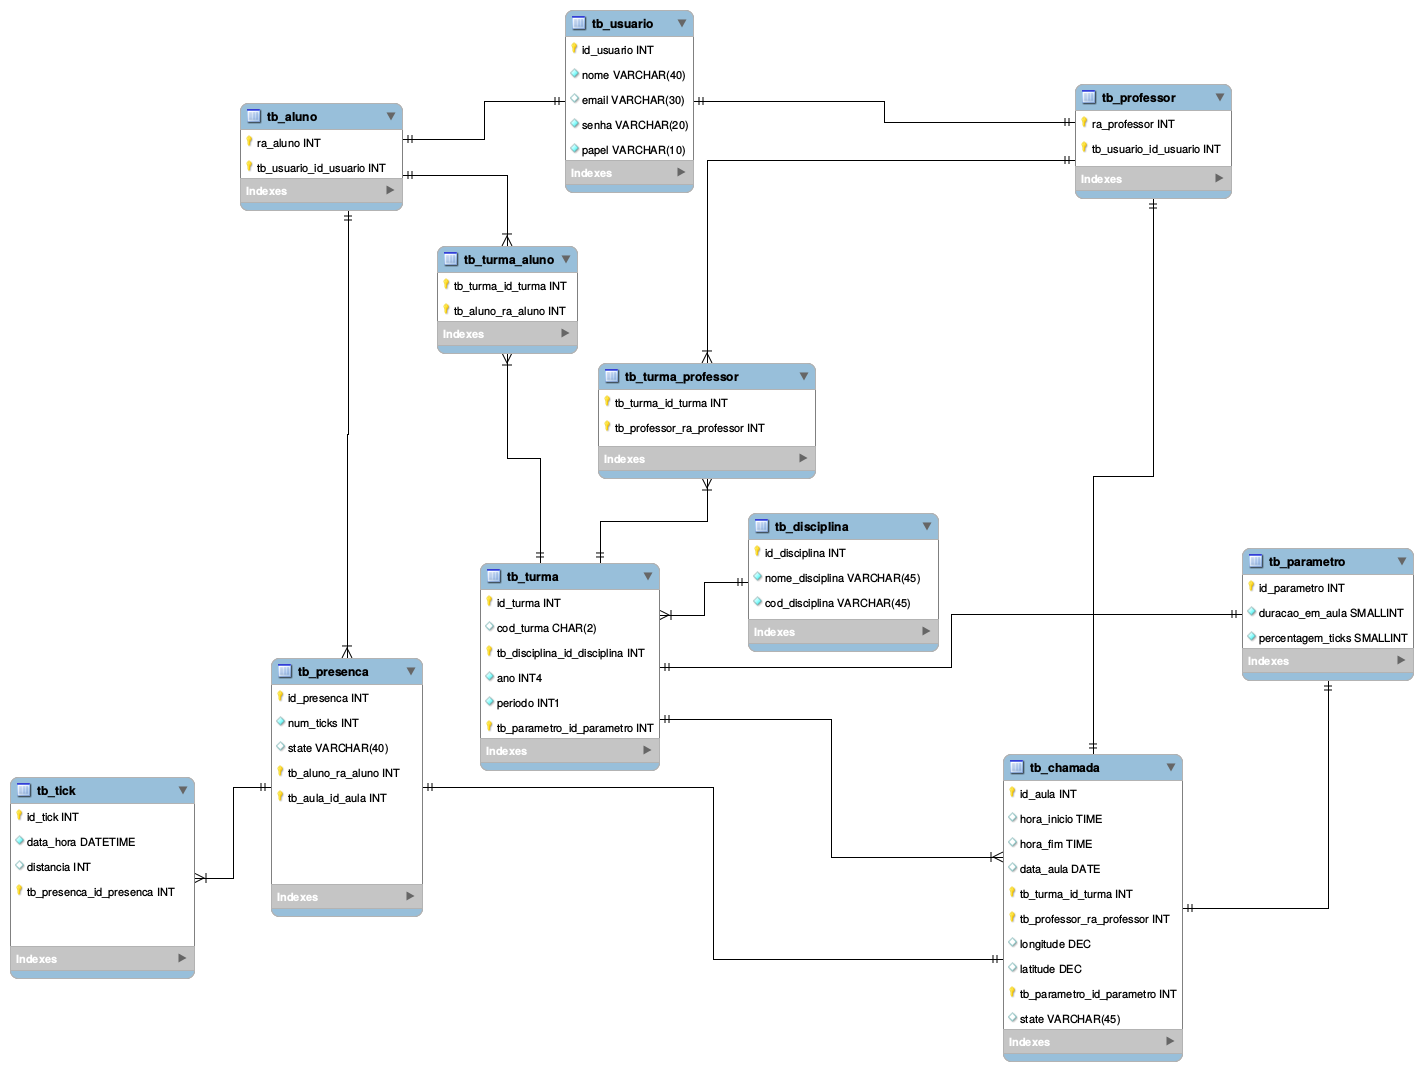 tb_usuario
id_usuario INT
nome VARCHAR(40)
email VARCHAR(30)
senha VARCHAR(20)
papel VARCHAR(10)
Indexes
tb_professor
ra_professor INT
tb_usuario_id_usuario INT
Indexes
tb_aluno
ra_aluno INT
tb_usuario_id_usuario INT
Indexes
tb_turma_aluno
tb_turma_id_turma INT
tb_aluno_ra_aluno INT
Indexes
tb_turma_professor
tb_turma_id_turma INT
tb_professor_ra_professor INT
Indexes
tb_disciplina
id_disciplina INT
nome_disciplina VARCHAR(45)
cod_disciplina VARCHAR(45)
Indexes
tb_parametro
id_parametro INT
duracao_em_aula SMALLINT
percentagem_ticks SMALLINT
Indexes
tb_turma
id_turma INT
cod_turma CHAR(2)
tb_disciplina_id_disciplina INT
ano INT4
periodo INT1
tb_parametro_id_parametro INT
Indexes
tb_presenca
id_presenca INT
num_ticks INT
state VARCHAR(40)
tb_aluno_ra_aluno INT
tb_aula_id_aula INT
Indexes
tb_tick
id_tick INT
data_hora DATETIME
distancia INT
tb_presenca_id_presenca INT
Indexes
tb_chamada
id_aula INT
hora_inicio TIME
hora_fim TIME
data_aula DATE
tb_turma_id_turma INT
tb_professor_ra_professor INT
longitude DEC
latitude DEC
tb_parametro_id_parametro INT
state VARCHAR(45)
Indexes